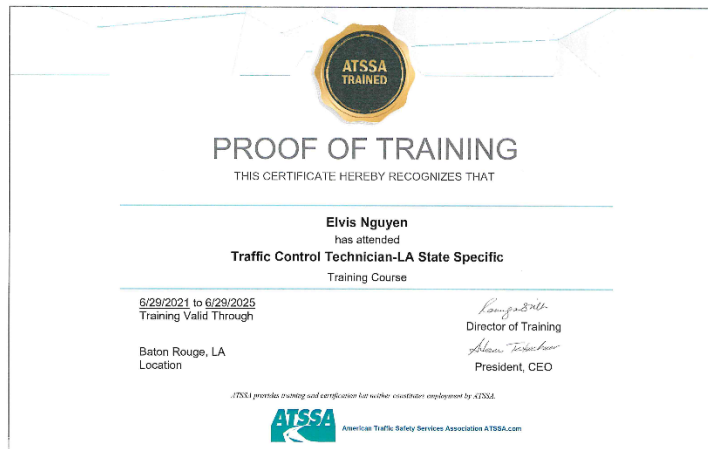 ATSSA
TRAINED
PROOF OF TRAINING
THIS CERTIFICATE HEREBY RECOGNIZES THAT
Elvis Nguyen
has attended
Traffic Control Technician-LA State Specific
Training Course
6/29/2021 to 6/29/2025
Training Valid Through
Director of Training
Baton Rouge, LA
Location
President, CEO
ATSSA provides training and certification but neither constitutes employment by ATSSA.
ATSSA
American Traffic Safety Services Association ATSSA.com